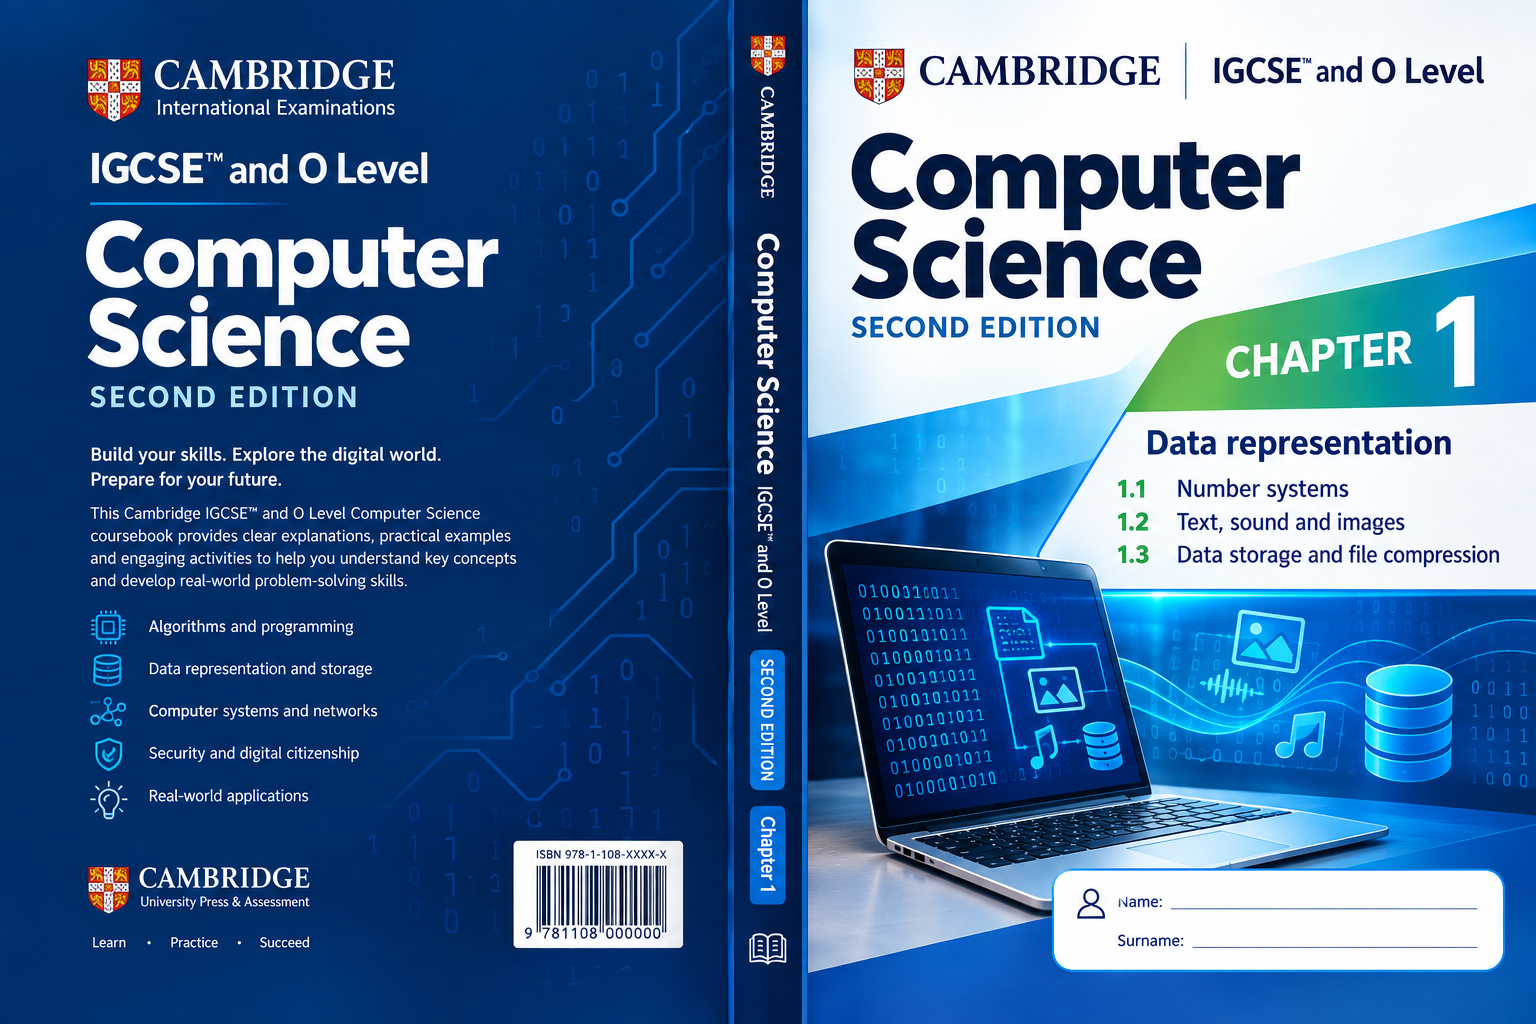 CAMBRIDGE
International Examinations
IGCSE™ and O Level
Computer
Science
SECOND EDITION
Build your skills. Explore the digital world.
Prepare for your future.
This Cambridge IGCSE™ and O Level Computer Science
coursebook provides clear explanations, practical examples
and engaging activities to help you understand key concepts
and develop real-world problem-solving skills.
Algorithms and programming
Data representation and storage
Computer systems and networks
Security and digital citizenship
Real-world applications
CAMBRIDGE
University Press & Assessment
Learn • Practice • Succeed
ISBN 978-1-108-XXXX-X
9 781108 000000
CAMBRIDGE
Computer Science IGCSE™ and O Level
SECOND EDITION
Chapter 1
CAMBRIDGE
IGCSE™ and O Level
Computer
Science
SECOND EDITION
CHAPTER 1
Data representation
1.1 Number systems
1.2 Text, sound and images
1.3 Data storage and file compression
Name:
Surname: